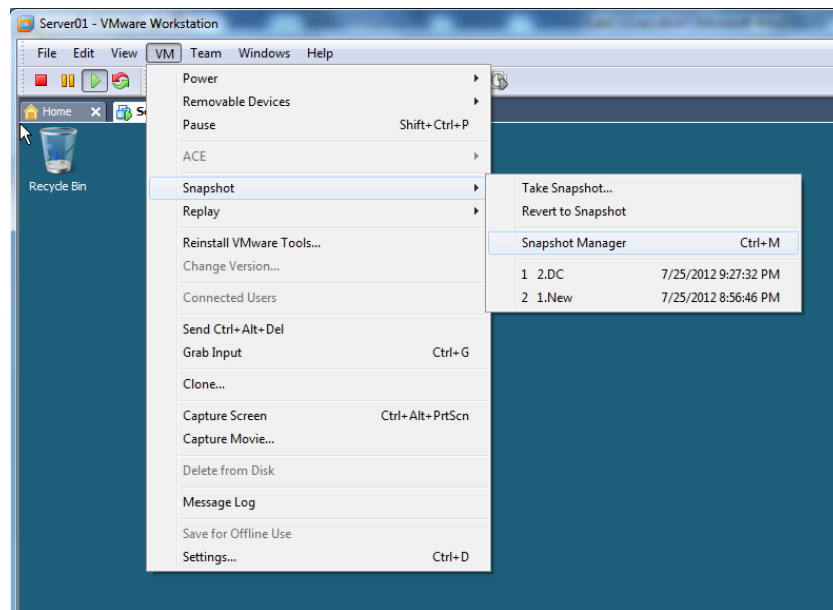 Server01 - VMware Workstation
File Edit View VM Team Windows Help
Home
Recycle Bin
Power
Removable Devices
Pause Shift+Ctrl+P
ACE
Snapshot
Replay
Reinstall VMware Tools...
Change Version...
Connected Users
Send Ctrl+Alt+Del
Grab Input Ctrl+G
Clone...
Capture Screen Ctrl+Alt+PrtScn
Capture Movie...
Delete from Disk
Message Log
Save for Offline Use
Settings... Ctrl+D
Take Snapshot...
Revert to Snapshot
Snapshot Manager Ctrl+M
1 2.DC 7/25/2012 9:27:32 PM
2 1.New 7/25/2012 8:56:46 PM